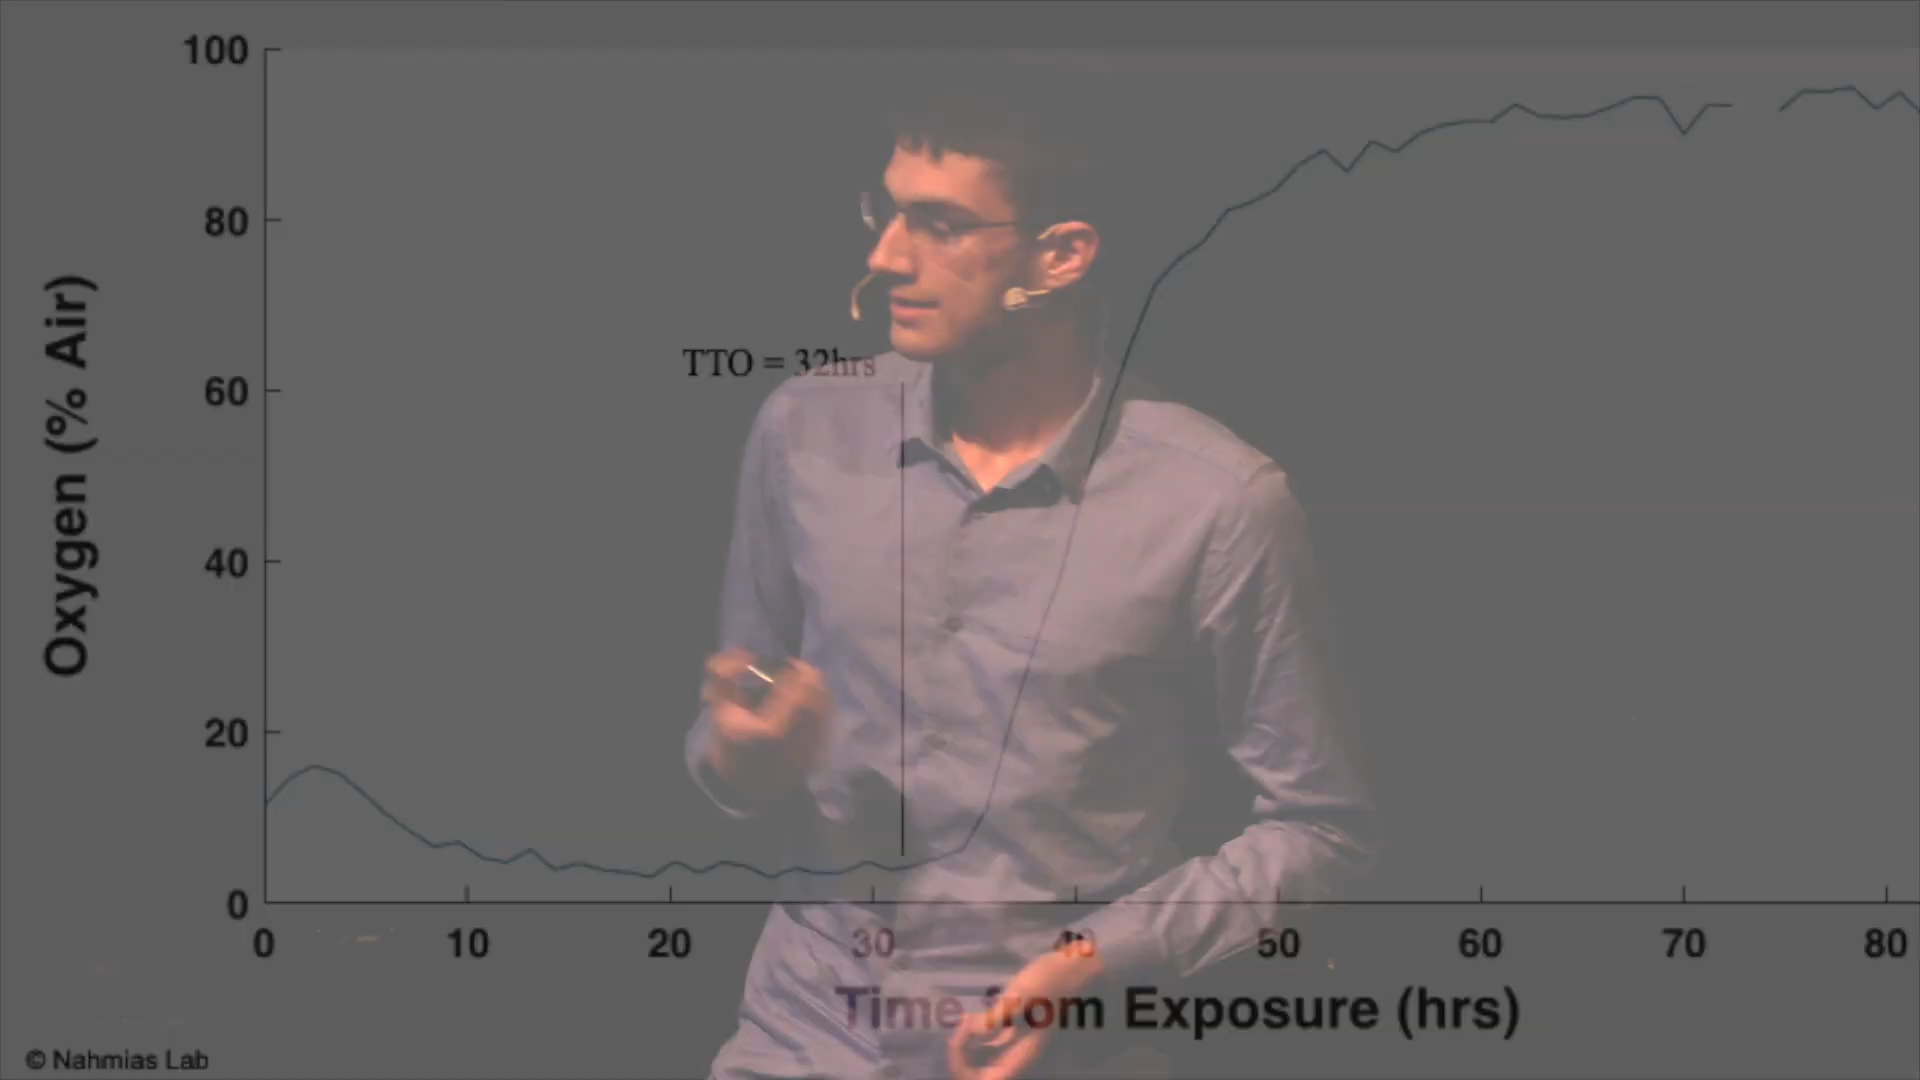 100
80
60
40
20
0
Oxygen (% Air)
TTO = 32hrs
0 10 20 30 40 50 60 70 80
Time from Exposure (hrs)
© Nahmias Lab